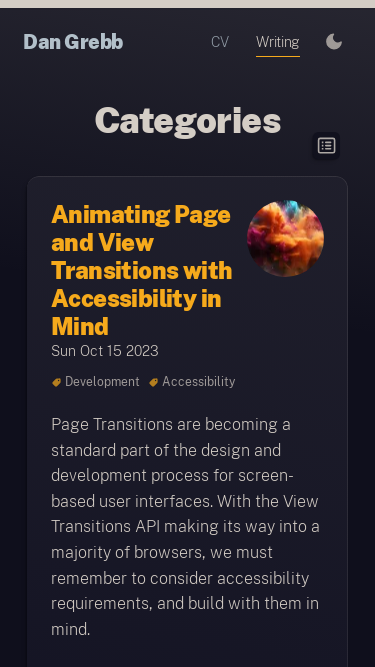 Dan Grebb
CV
Writing
Categories
Animating Page
and View
Transitions with
Accessibility in
Mind
Sun Oct 15 2023
Development
Accessibility
Page Transitions are becoming a
standard part of the design and
development process for screen-
based user interfaces. With the View
Transitions API making its way into a
majority of browsers, we must
remember to consider accessibility
requirements, and build with them in
mind.